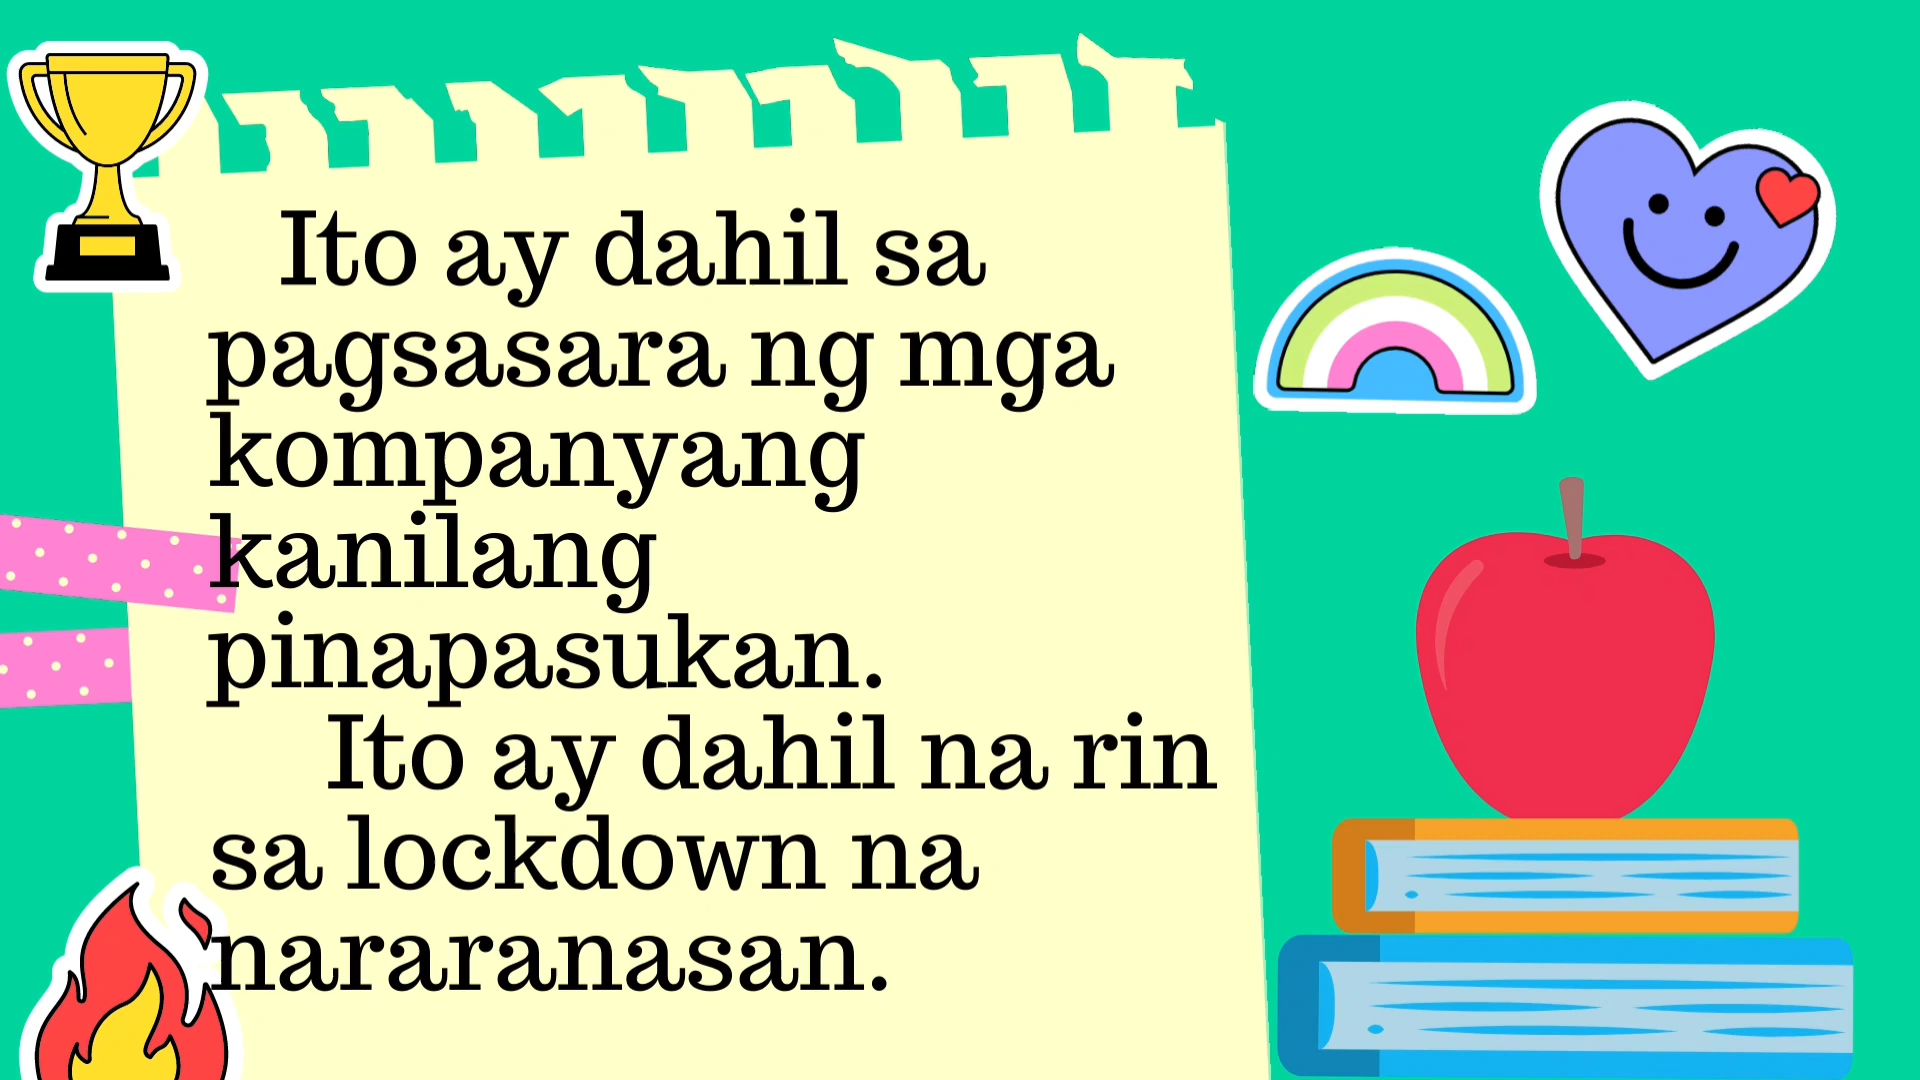 Ito ay dahil sa
pagsasara ng mga
kompanyang
kanilang
pinapasukan.
Ito ay dahil na rin
sa lockdown na
nararanasan.